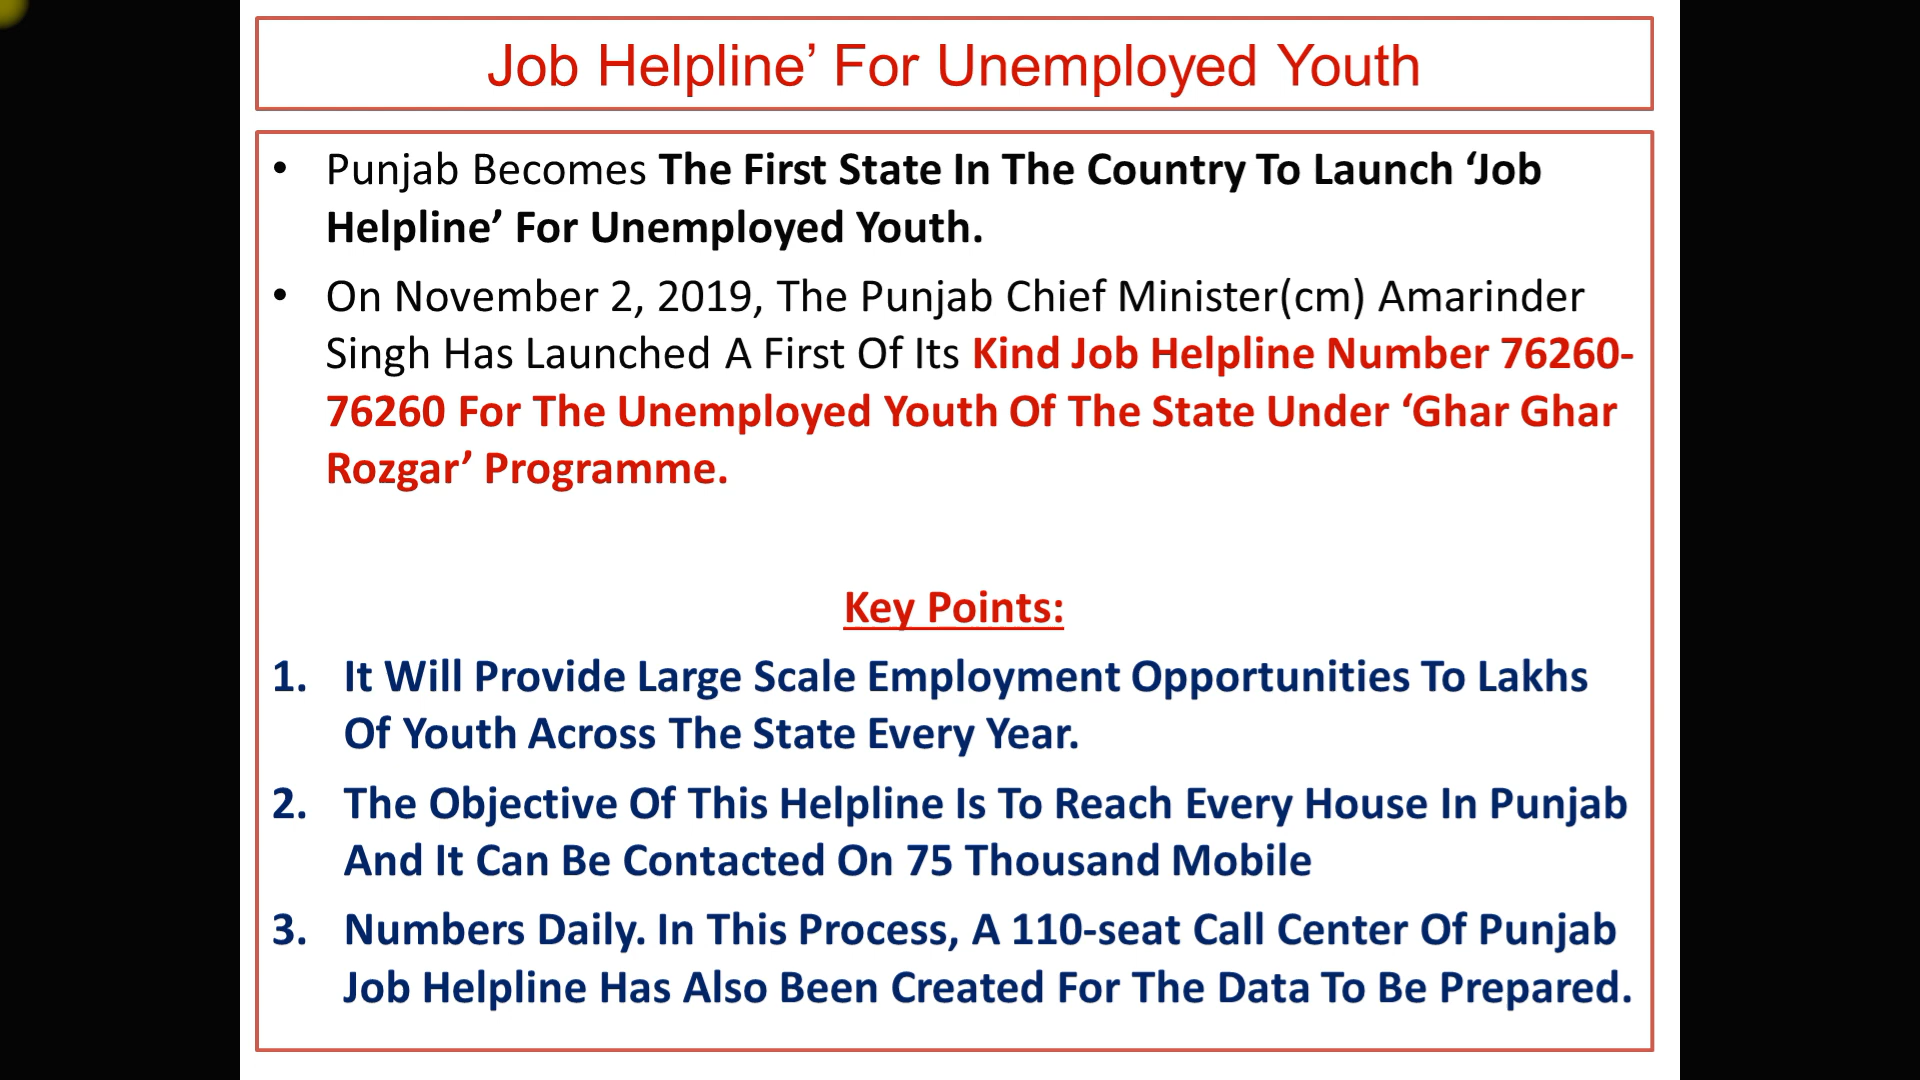 Job Helpline’ For Unemployed Youth
• Punjab Becomes The First State In The Country To Launch ‘Job
Helpline’ For Unemployed Youth.
• On November 2, 2019, The Punjab Chief Minister(cm) Amarinder
Singh Has Launched A First Of Its Kind Job Helpline Number 76260-
76260 For The Unemployed Youth Of The State Under ‘Ghar Ghar
Rozgar’ Programme.
Key Points:
1. It Will Provide Large Scale Employment Opportunities To Lakhs
Of Youth Across The State Every Year.
2. The Objective Of This Helpline Is To Reach Every House In Punjab
And It Can Be Contacted On 75 Thousand Mobile
3. Numbers Daily. In This Process, A 110-seat Call Center Of Punjab
Job Helpline Has Also Been Created For The Data To Be Prepared.